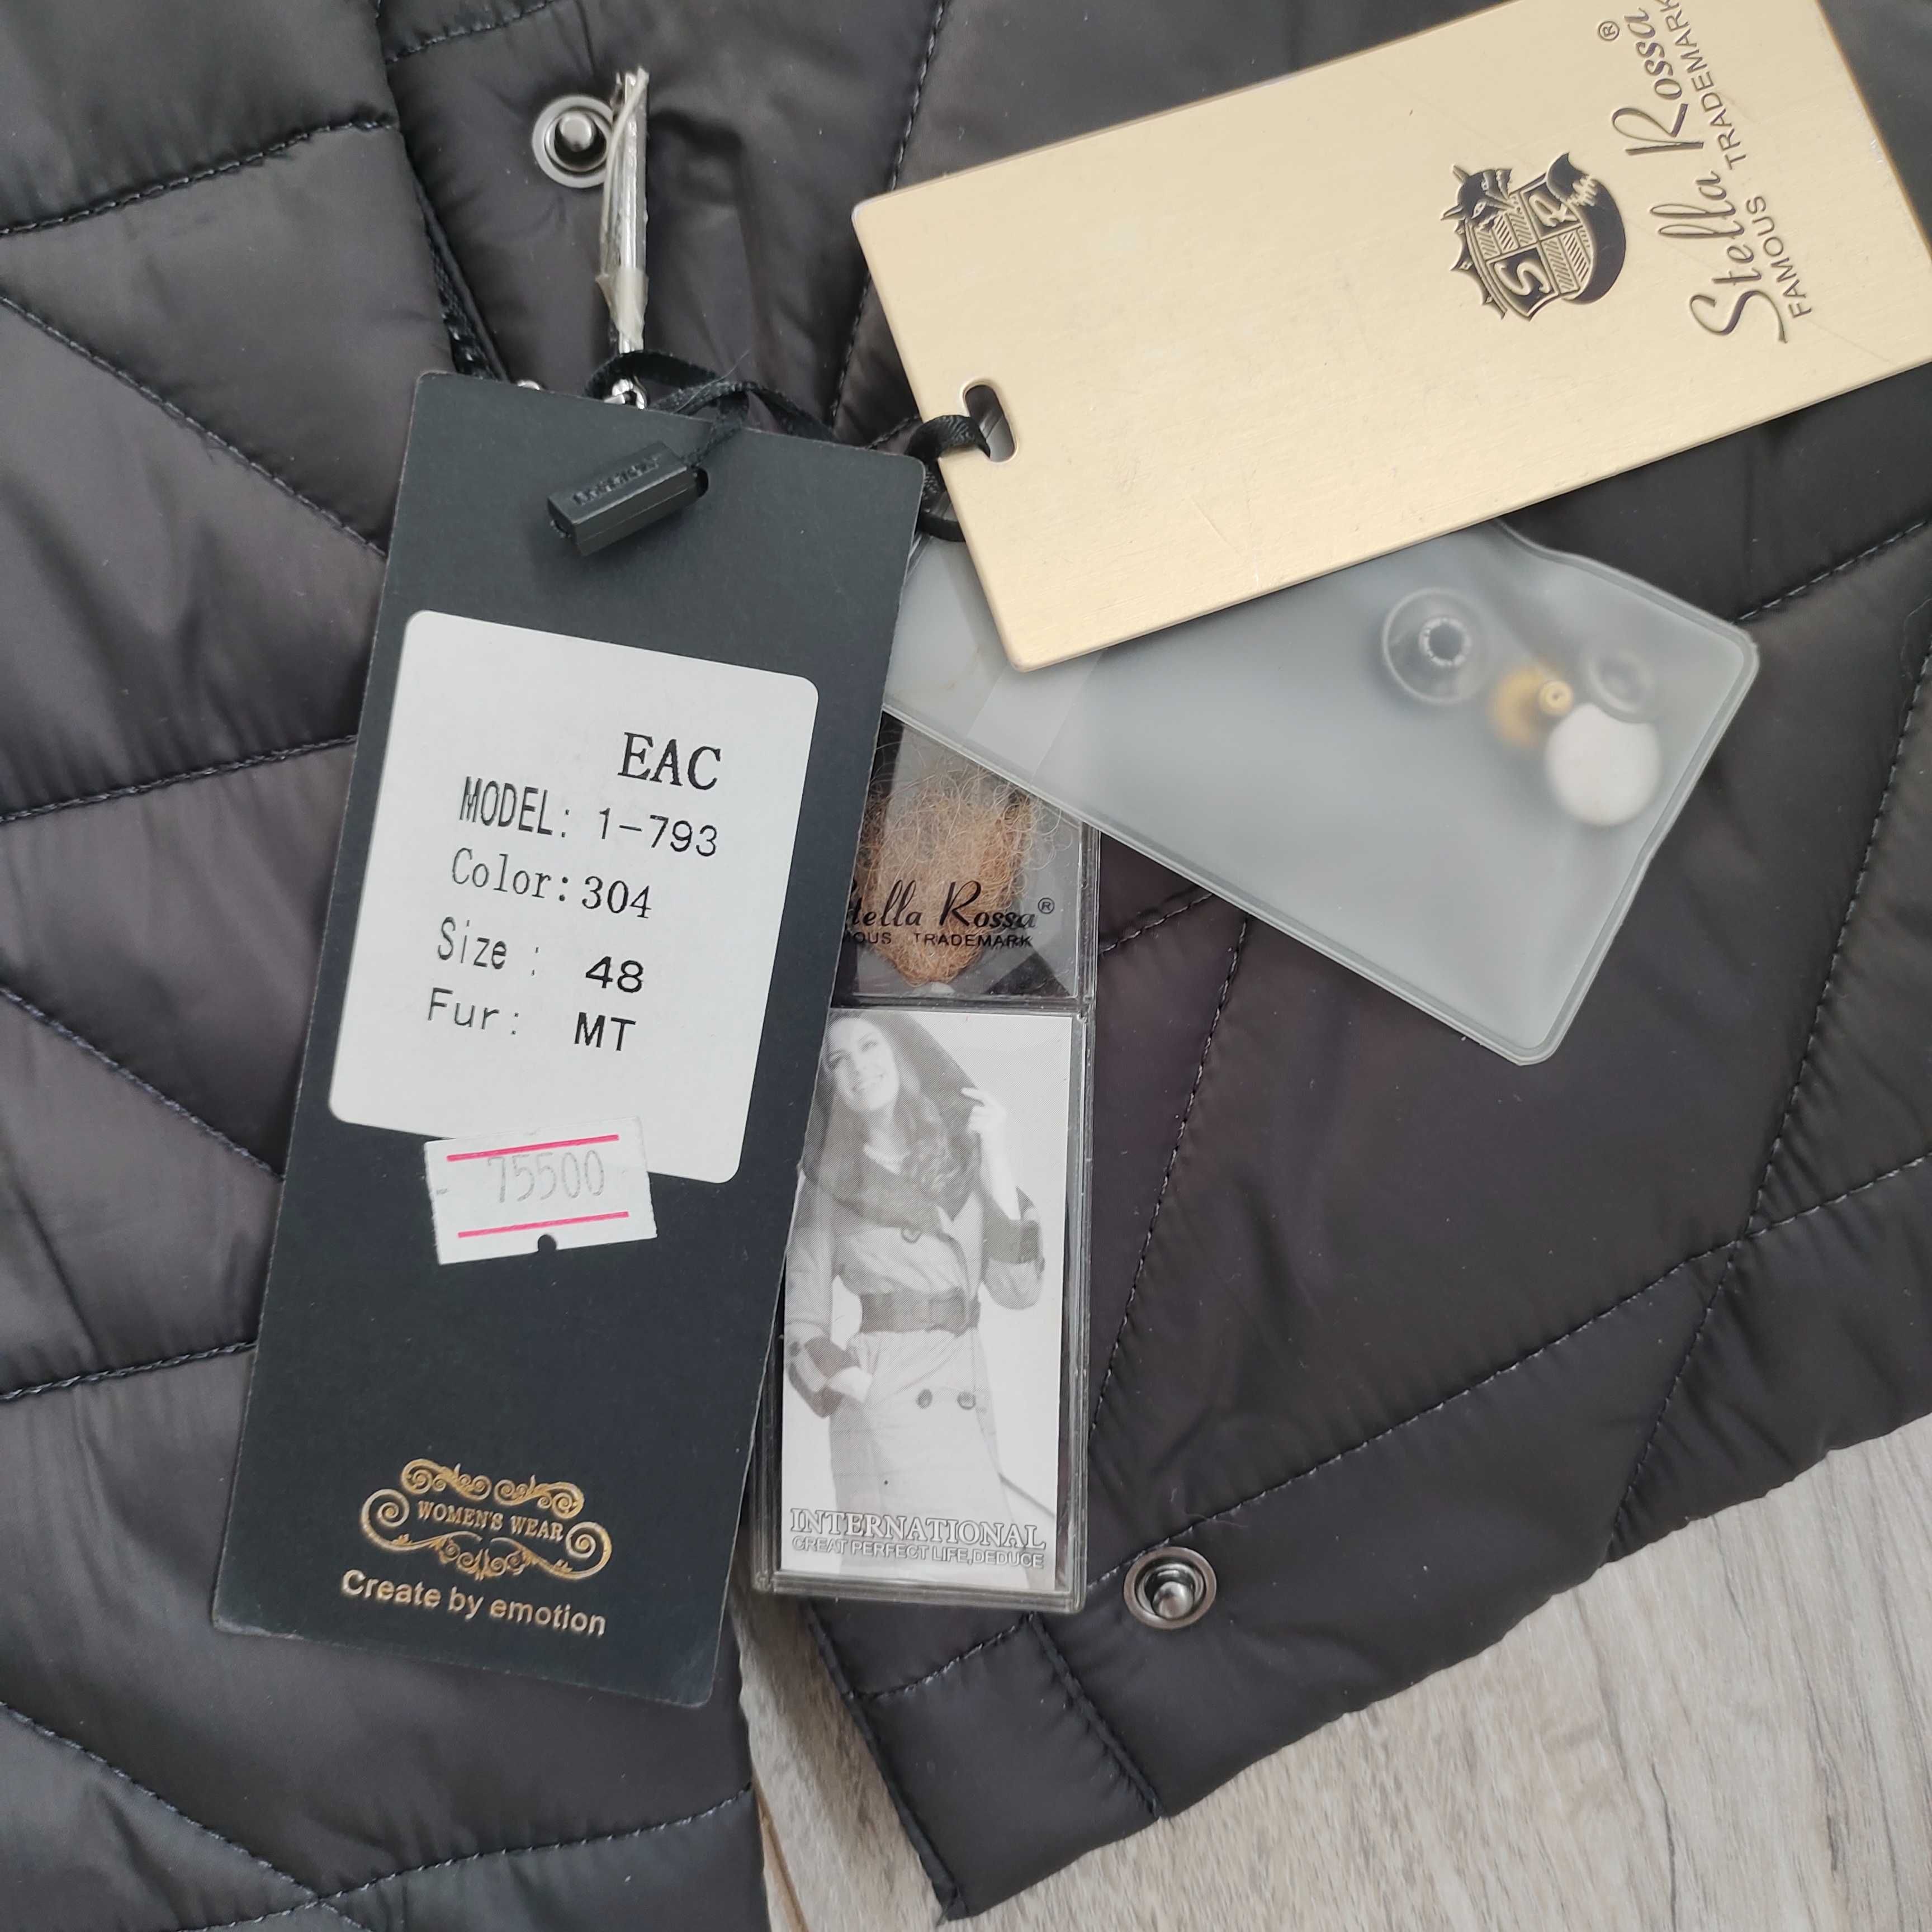 EAC
MODEL: 1-793
Color: 304
Size: 48
Fur: MT
75500
WOMEN'S WEAR
Create by emotion
S R
Stella Rossa ®
FAMOUS TRADEMARK
tella Rossa ®
OUS TRADEMARK
INTERNATIONAL
GREAT PERFECT LIFE,DEDUCE